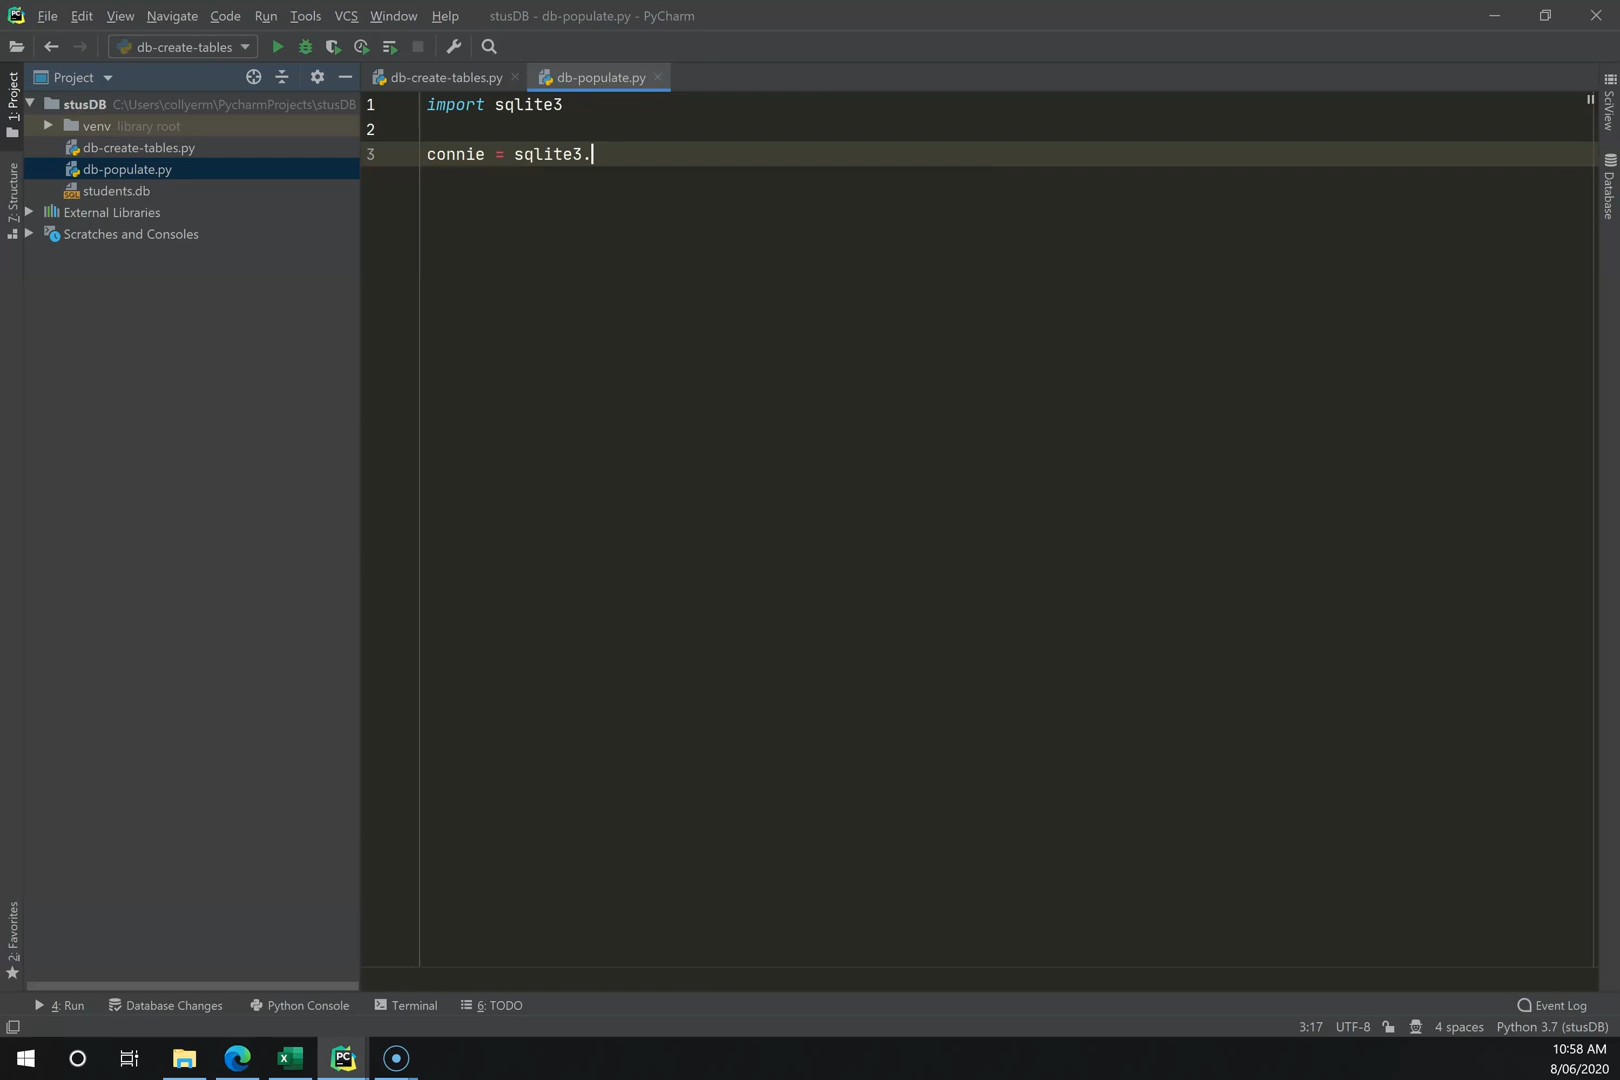 File Edit View Navigate Code Run Tools VCS Window Help stusDB - db-populate.py - PyCharm
db-create-tables
Project
db-create-tables.py
db-populate.py
1: Project
7: Structure
2: Favorites
stusDB C:\Users\collyerm\PycharmProjects\stusDB
venv library root
db-create-tables.py
db-populate.py
students.db
External Libraries
Scratches and Consoles
1 import sqlite3
2
3 connie = sqlite3.
SciView
Database
4: Run Database Changes Python Console Terminal 6: TODO Event Log
3:17 UTF-8 4 spaces Python 3.7 (stusDB)
10:58 AM
8/06/2020